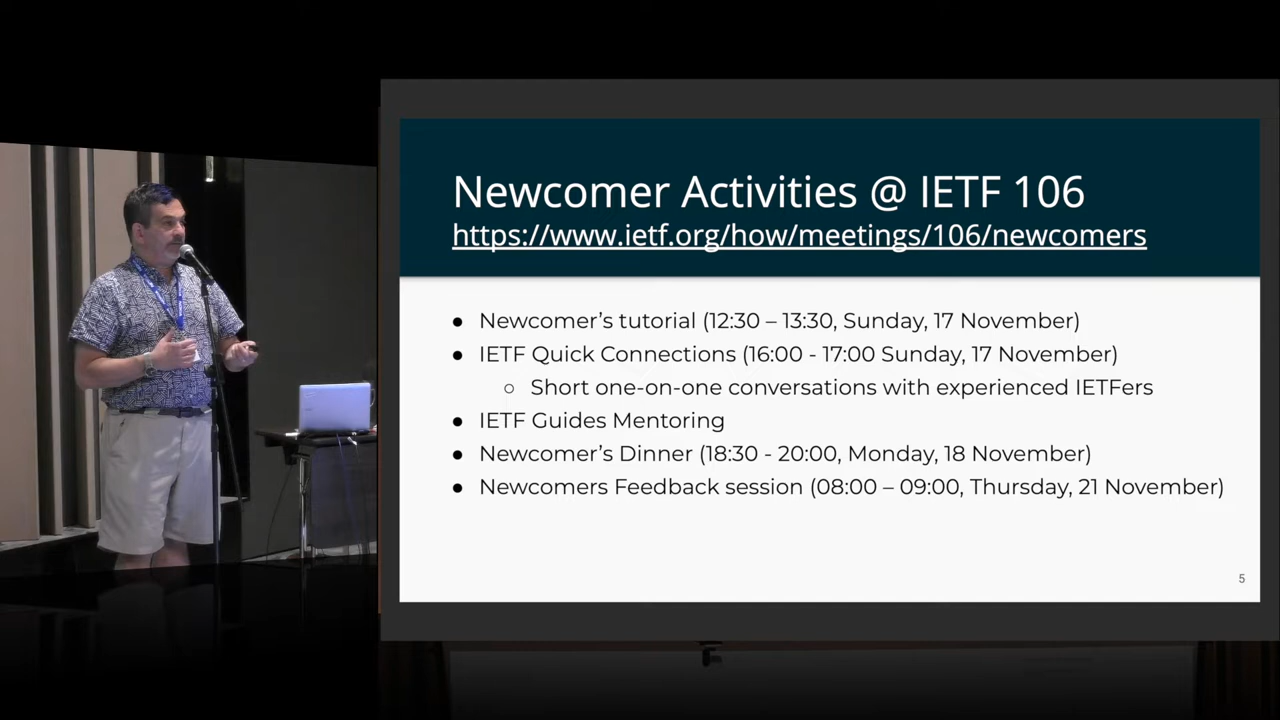 Newcomer Activities @ IETF 106
https://www.ietf.org/how/meetings/106/newcomers
● Newcomer’s tutorial (12:30 – 13:30, Sunday, 17 November)
● IETF Quick Connections (16:00 - 17:00 Sunday, 17 November)
○ Short one-on-one conversations with experienced IETFers
● IETF Guides Mentoring
● Newcomer’s Dinner (18:30 - 20:00, Monday, 18 November)
● Newcomers Feedback session (08:00 – 09:00, Thursday, 21 November)
5